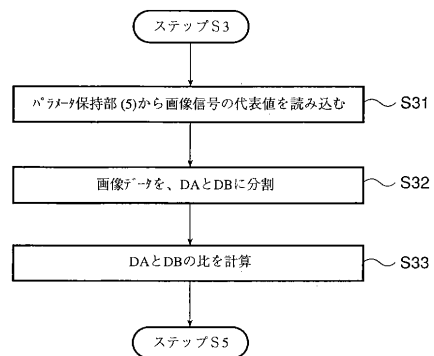 ステップS3
パラメータ保持部(5)から画像信号の代表値を読み込む
S31
画像データを、DAとDBに分割
S32
DAとDBの比を計算
S33
ステップS5